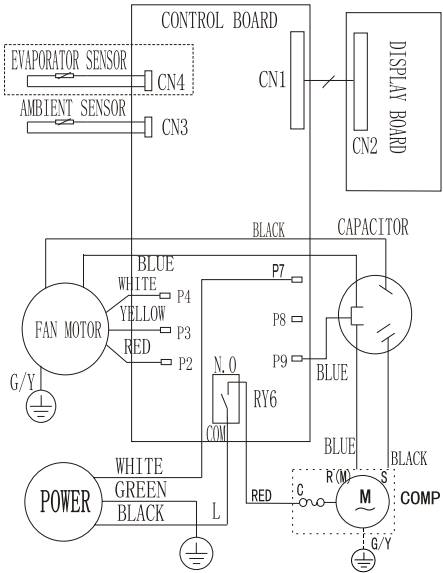 CONTROL BOARD
EVAPORATOR SENSOR
CN4
AMBIENT SENSOR
CN3
CN1
CN2
DISPLAY BOARD
BLACK
CAPACITOR
BLUE
P7
WHITE
P4
FAN MOTOR
YELLOW
P3
P8
RED
P2
P9
BLUE
G/Y
N.O
RY6
COM
BLUE
BLACK
WHITE
R(M)
S
GREEN
POWER
BLACK
L
RED
C
M
~
COMP
G/Y